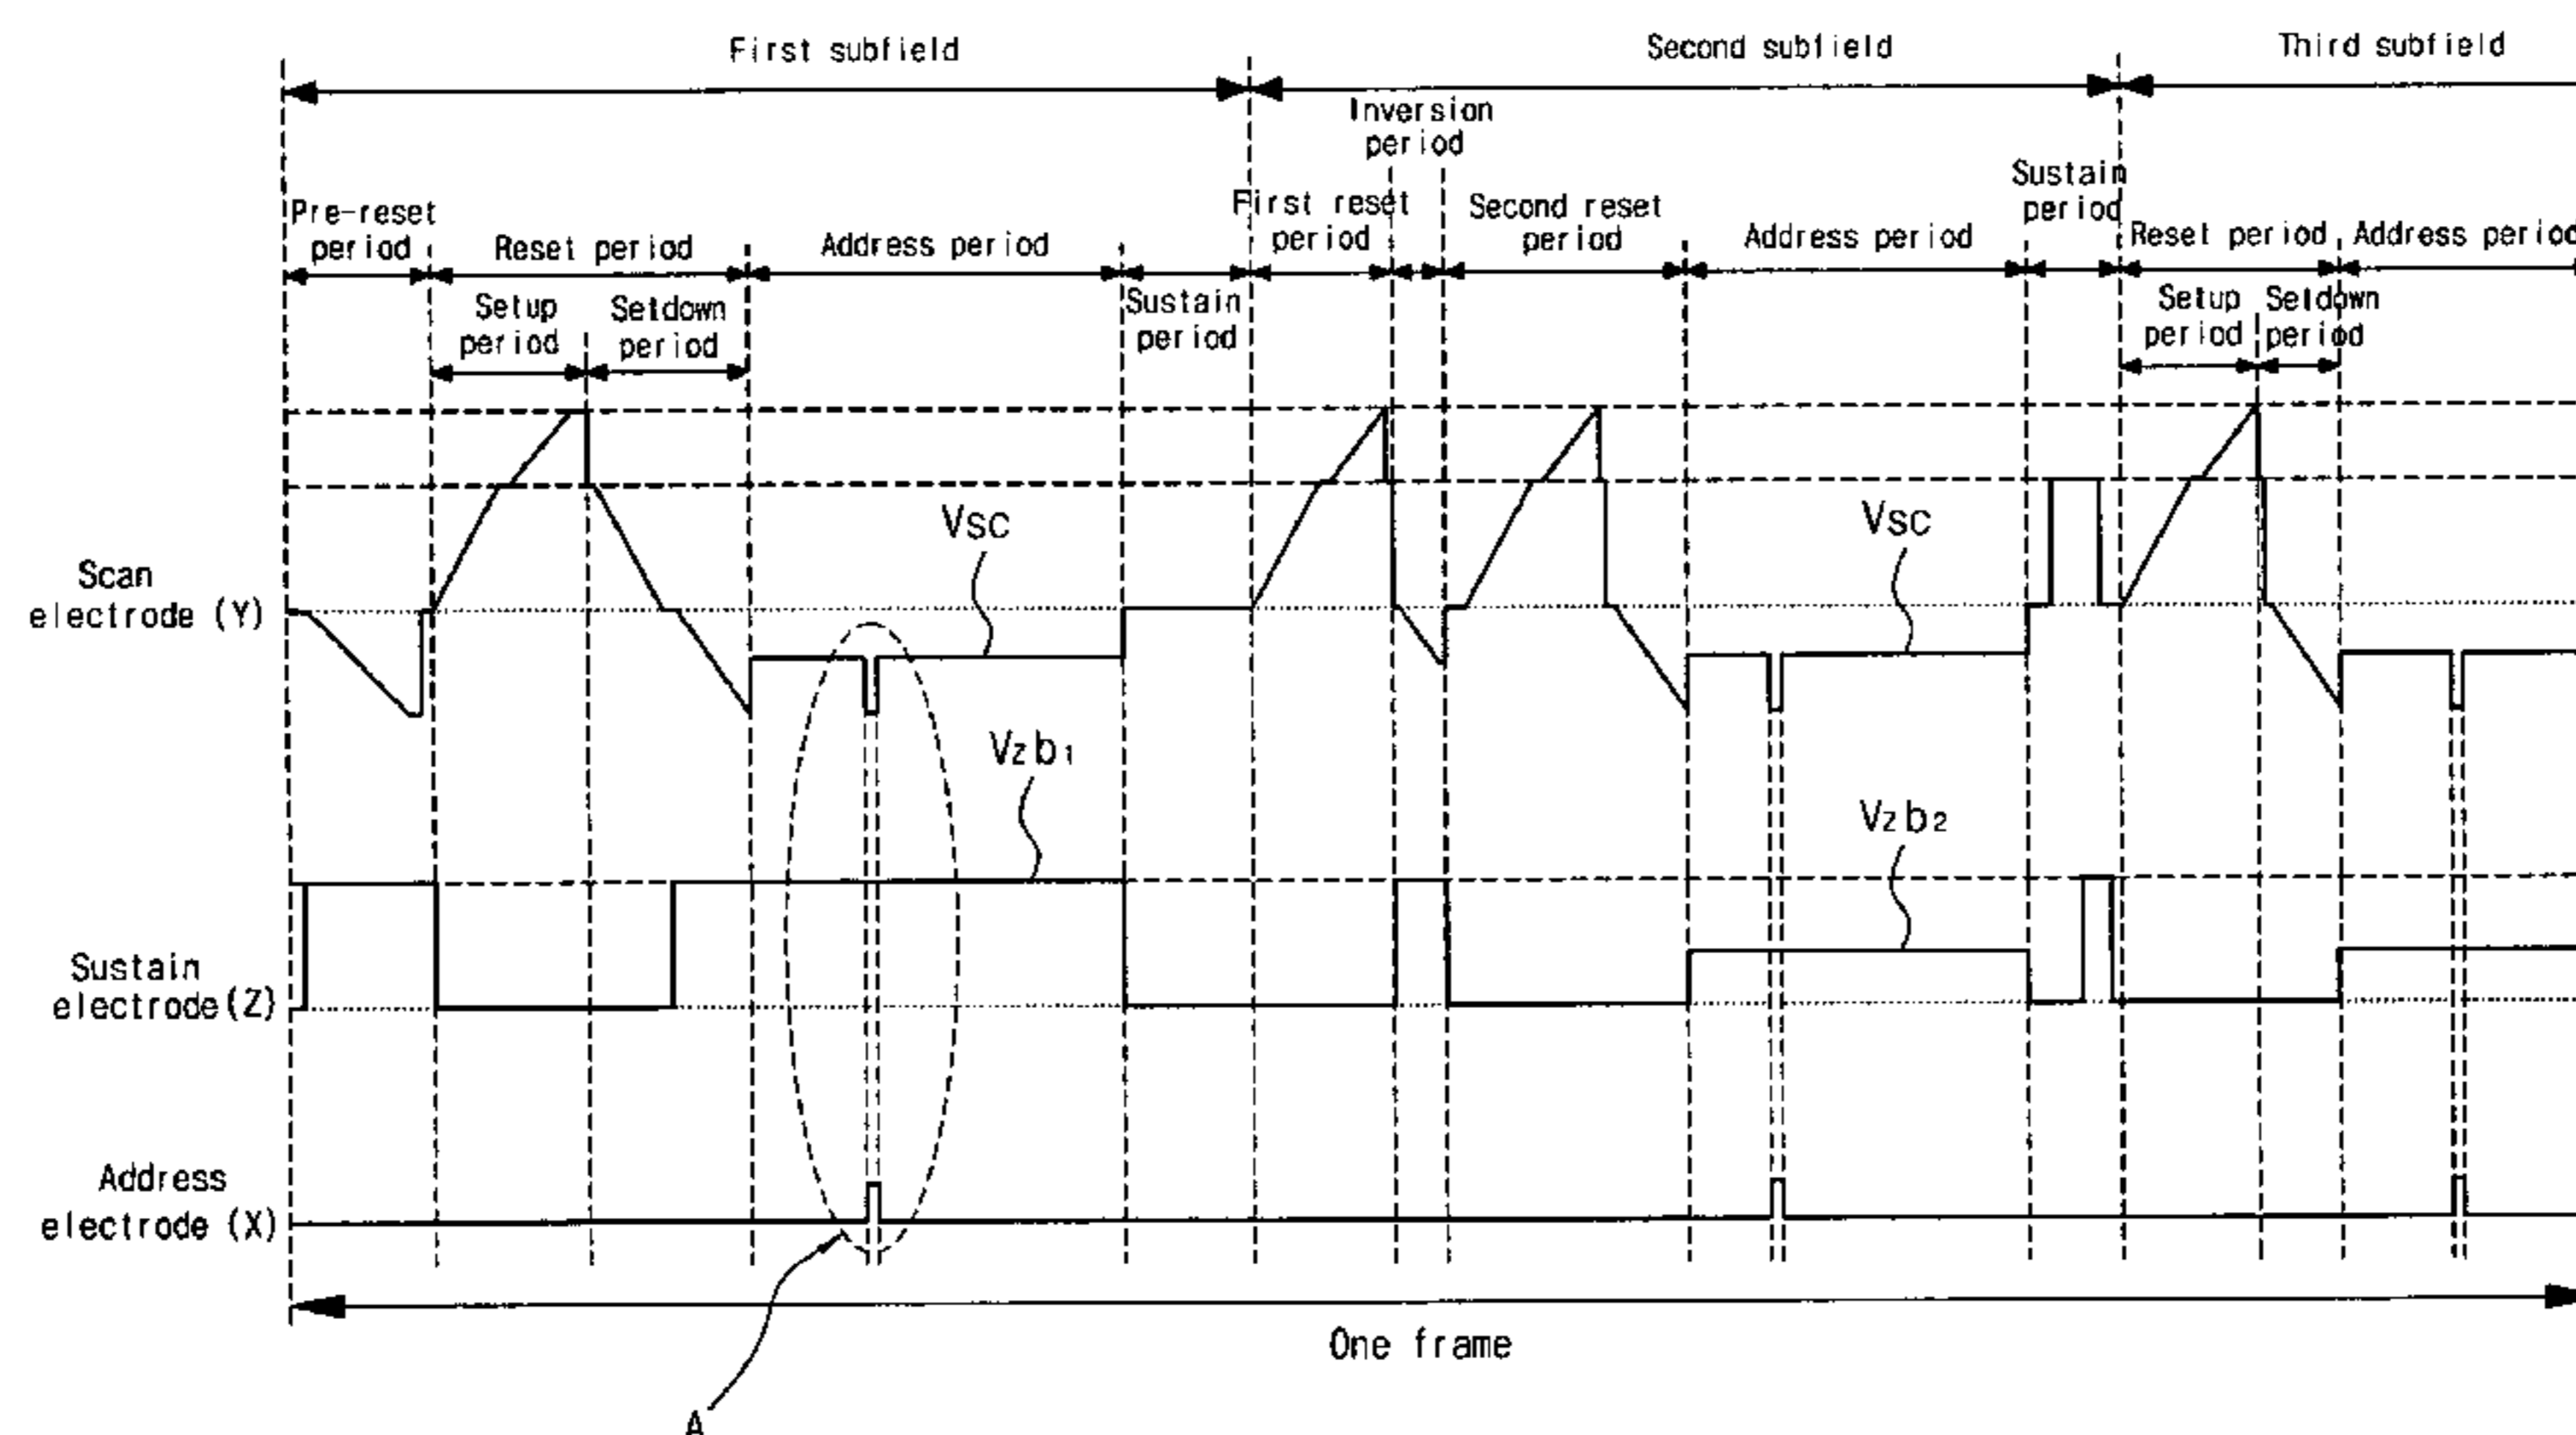 First subfield
Second subfield
Third subfield
Inversion
period
Pre-reset
period
Reset period
Address period
First reset
period
Second reset
period
Address period
Sustain
period
Reset period
Address period
Setup
period
Setdown
period
Sustain
period
Setup
period
Setdown
period
Vsc
Vsc
Scan
electrode (Y)
Vzb1
Vzb2
Sustain
electrode(Z)
Address
electrode (X)
One frame
A